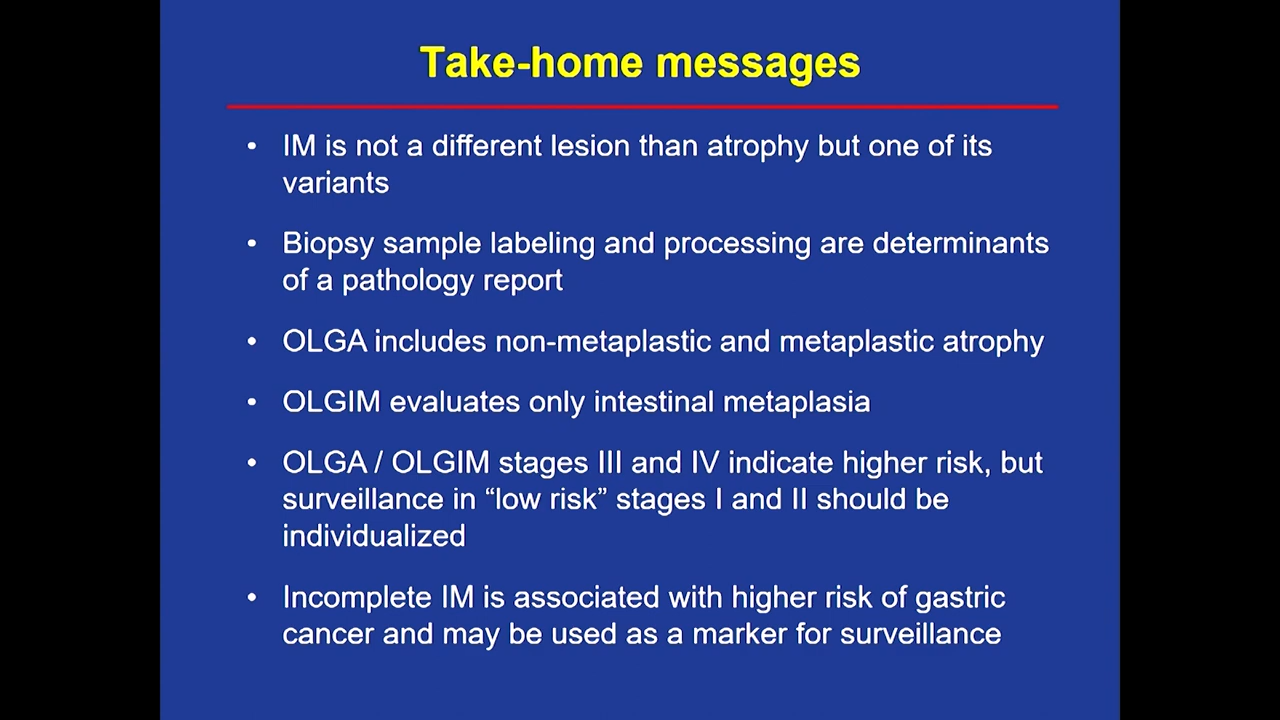 Take-home messages
• IM is not a different lesion than atrophy but one of its
variants
• Biopsy sample labeling and processing are determinants
of a pathology report
• OLGA includes non-metaplastic and metaplastic atrophy
• OLGIM evaluates only intestinal metaplasia
• OLGA / OLGIM stages III and IV indicate higher risk, but
surveillance in “low risk” stages I and II should be
individualized
• Incomplete IM is associated with higher risk of gastric
cancer and may be used as a marker for surveillance